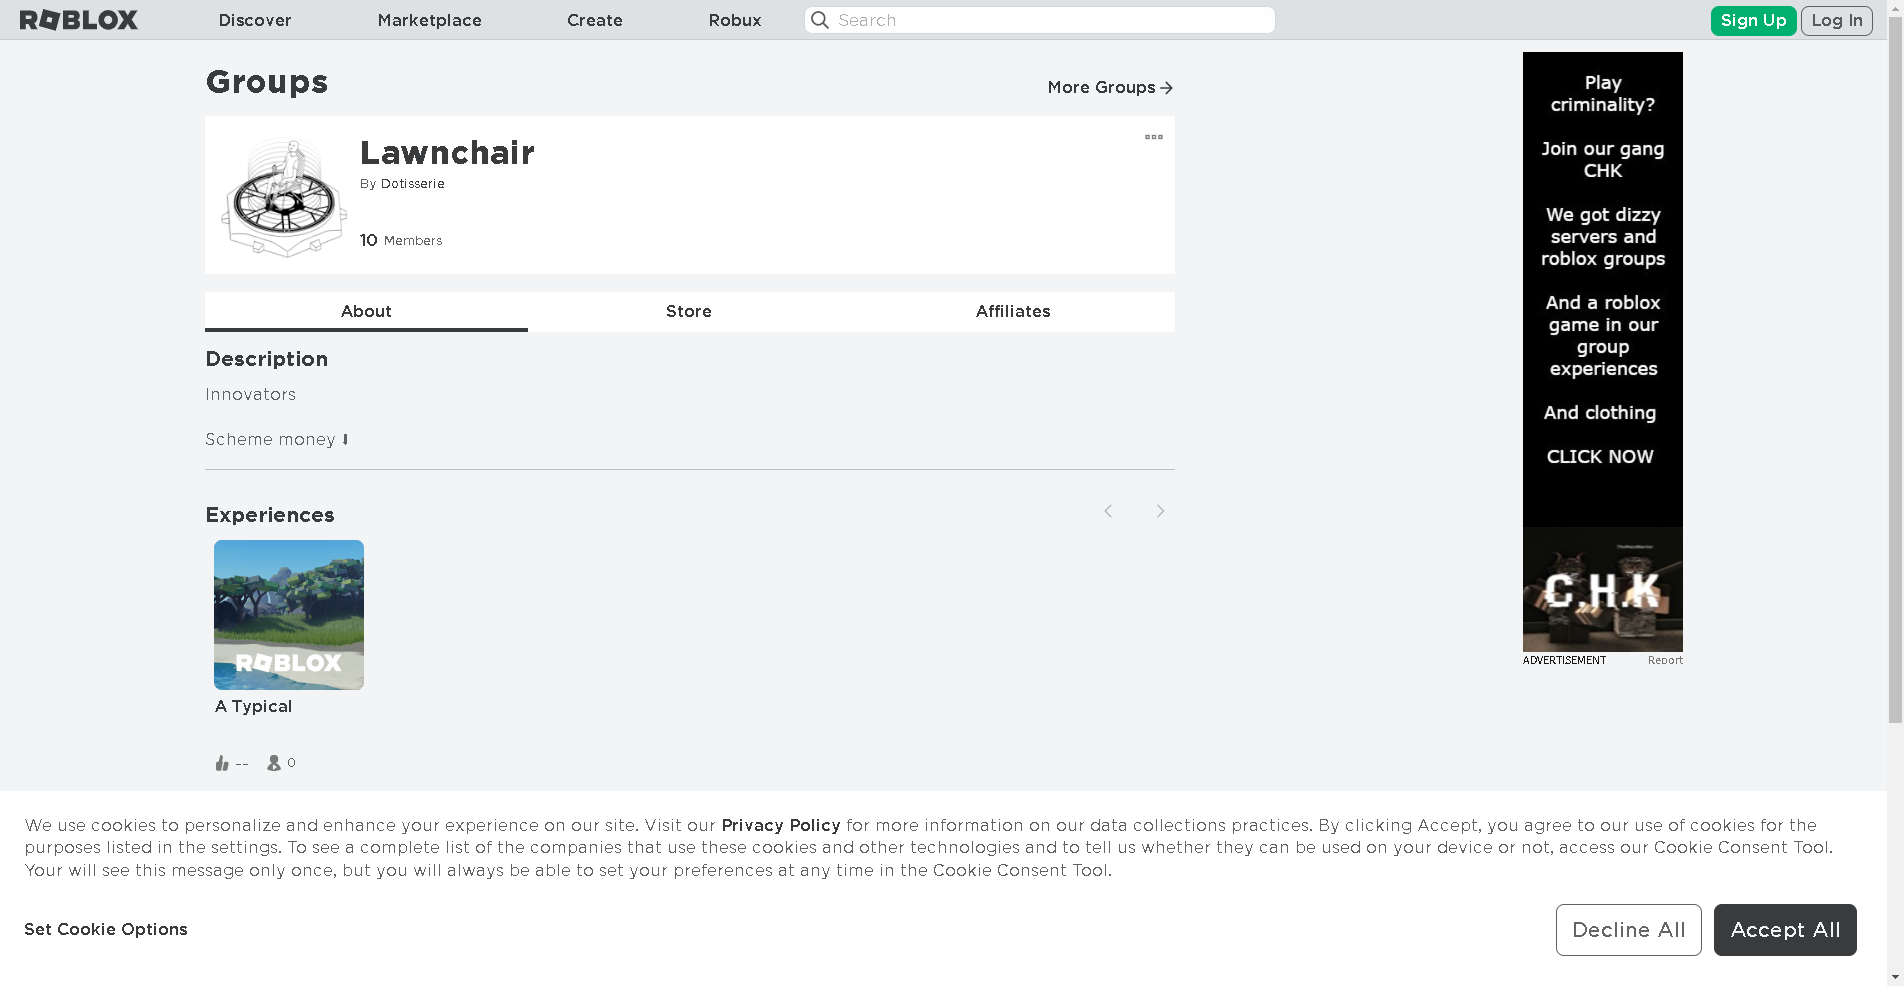 ROBLOX
Discover
Marketplace
Create
Robux
Search
Sign Up
Log In
Groups
More Groups
Lawnchair
By Dotisserie
10 Members
About
Store
Affiliates
Description
Innovators
Scheme money ⬇
Experiences
ROBLOX
A Typical
--
0
Play
criminality?
Join our gang
CHK
We got dizzy
servers and
roblox groups
And a roblox
game in our
group
experiences
And clothing
CLICK NOW
C.H.K
ADVERTISEMENT
Report
We use cookies to personalize and enhance your experience on our site. Visit our Privacy Policy for more information on our data collections practices. By clicking Accept, you agree to our use of cookies for the
purposes listed in the settings. To see a complete list of the companies that use these cookies and other technologies and to tell us whether they can be used on your device or not, access our Cookie Consent Tool.
Your will see this message only once, but you will always be able to set your preferences at any time in the Cookie Consent Tool.
Set Cookie Options
Decline All
Accept All